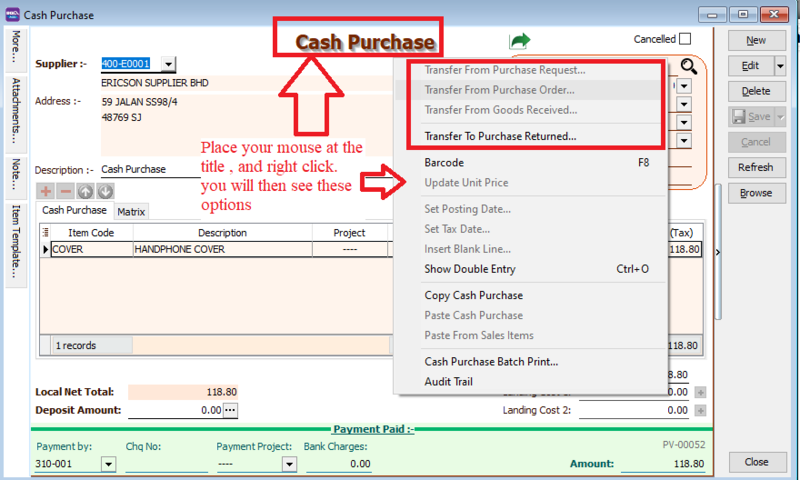 Cash Purchase
More...
Attachments...
Note...
Item Template...
Cash Purchase
Cancelled
Supplier :- 400-E0001
ERICSON SUPPLIER BHD
Address :- 59 JALAN SS98/4
48769 SJ
Place your mouse at the
title , and right click.
you will then see these
options
Description :- Cash Purchase
Cash Purchase Matrix
Item Code Description Project (Tax)
COVER HANDPHONE COVER ---- 118.80
1 records 118.80
Transfer From Purchase Request...
Transfer From Purchase Order...
Transfer From Goods Received...
Transfer To Purchase Returned...
Barcode F8
Update Unit Price
Set Posting Date...
Set Tax Date...
Insert Blank Line...
Show Double Entry Ctrl+O
Copy Cash Purchase
Paste Cash Purchase
Paste From Sales Items
Cash Purchase Batch Print...
Audit Trail
Local Net Total: 118.80
Deposit Amount: 0.00
8.80
0.00
Landing Cost 2: 0.00
Payment Paid :-
PV-00052
Payment by: Chq No: Payment Project: Bank Charges:
310-001 ---- 0.00 Amount: 118.80
New
Edit
Delete
Save
Cancel
Refresh
Browse
Close